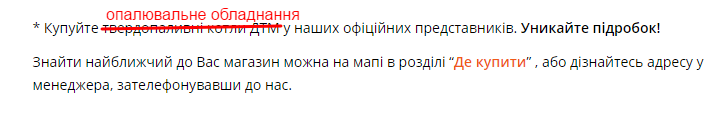 опалювальне обладнання
* Купуйте твердопаливні котли ДТМ у наших офіційних представників. Уникайте підробок!
Знайти найближчий до Вас магазин можна на мапі в розділі “Де купити” , або дізнайтесь адресу у
менеджера, зателефонувавши до нас.